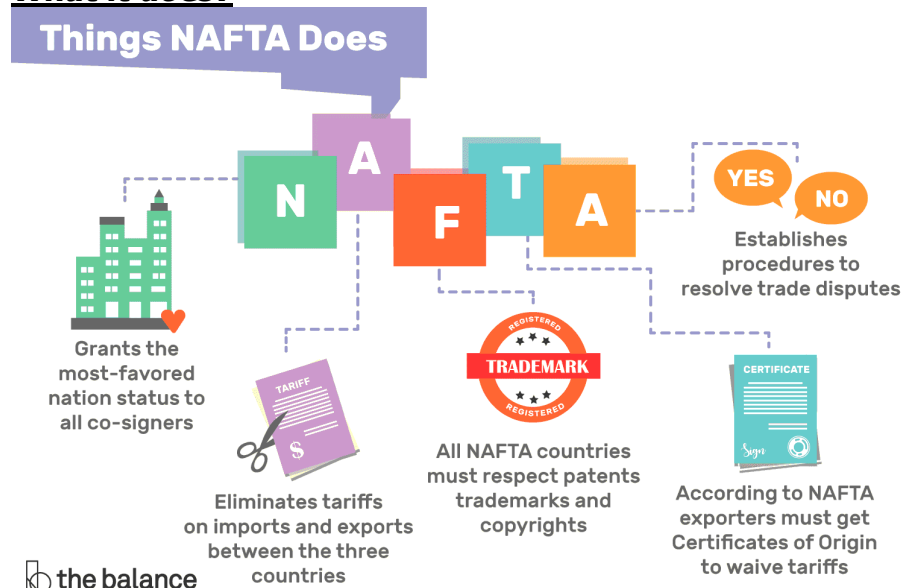 What it does?
Things NAFTA Does
N
A
F
T
A
YES
NO
Establishes
procedures to
resolve trade disputes
Grants the
most-favored
nation status to
all co-signers
TARIFF
$
Eliminates tariffs
on imports and exports
between the three
countries
REGISTERED
TRADEMARK
REGISTERED
All NAFTA countries
must respect patents
trademarks and
copyrights
CERTIFICATE
Sign
According to NAFTA
exporters must get
Certificates of Origin
to waive tariffs
the balance